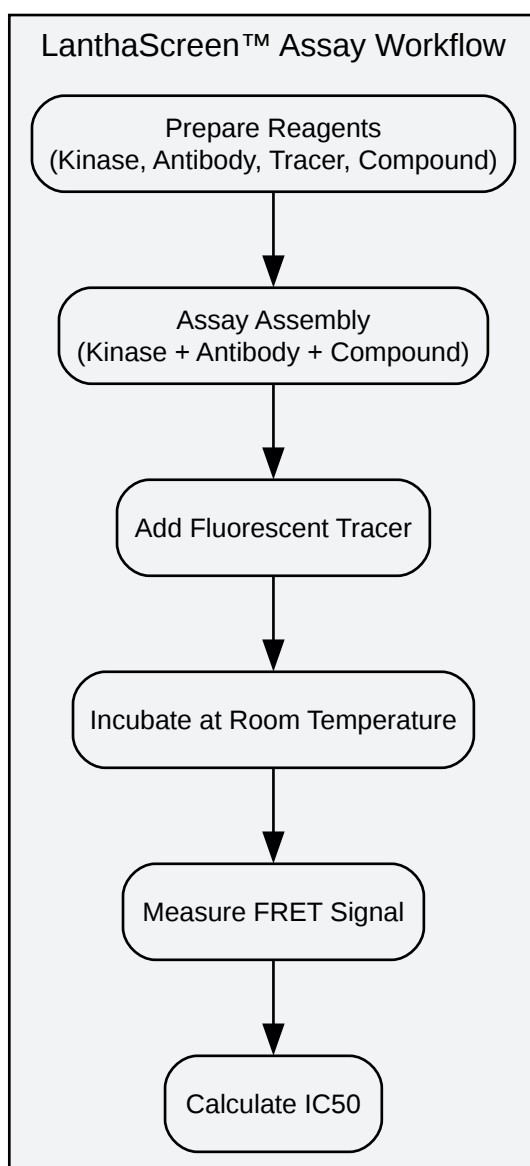 LanthaScreen™ Assay Workflow
Prepare Reagents
(Kinase, Antibody, Tracer, Compound)
Assay Assembly
(Kinase + Antibody + Compound)
Add Fluorescent Tracer
Incubate at Room Temperature
Measure FRET Signal
Calculate IC50